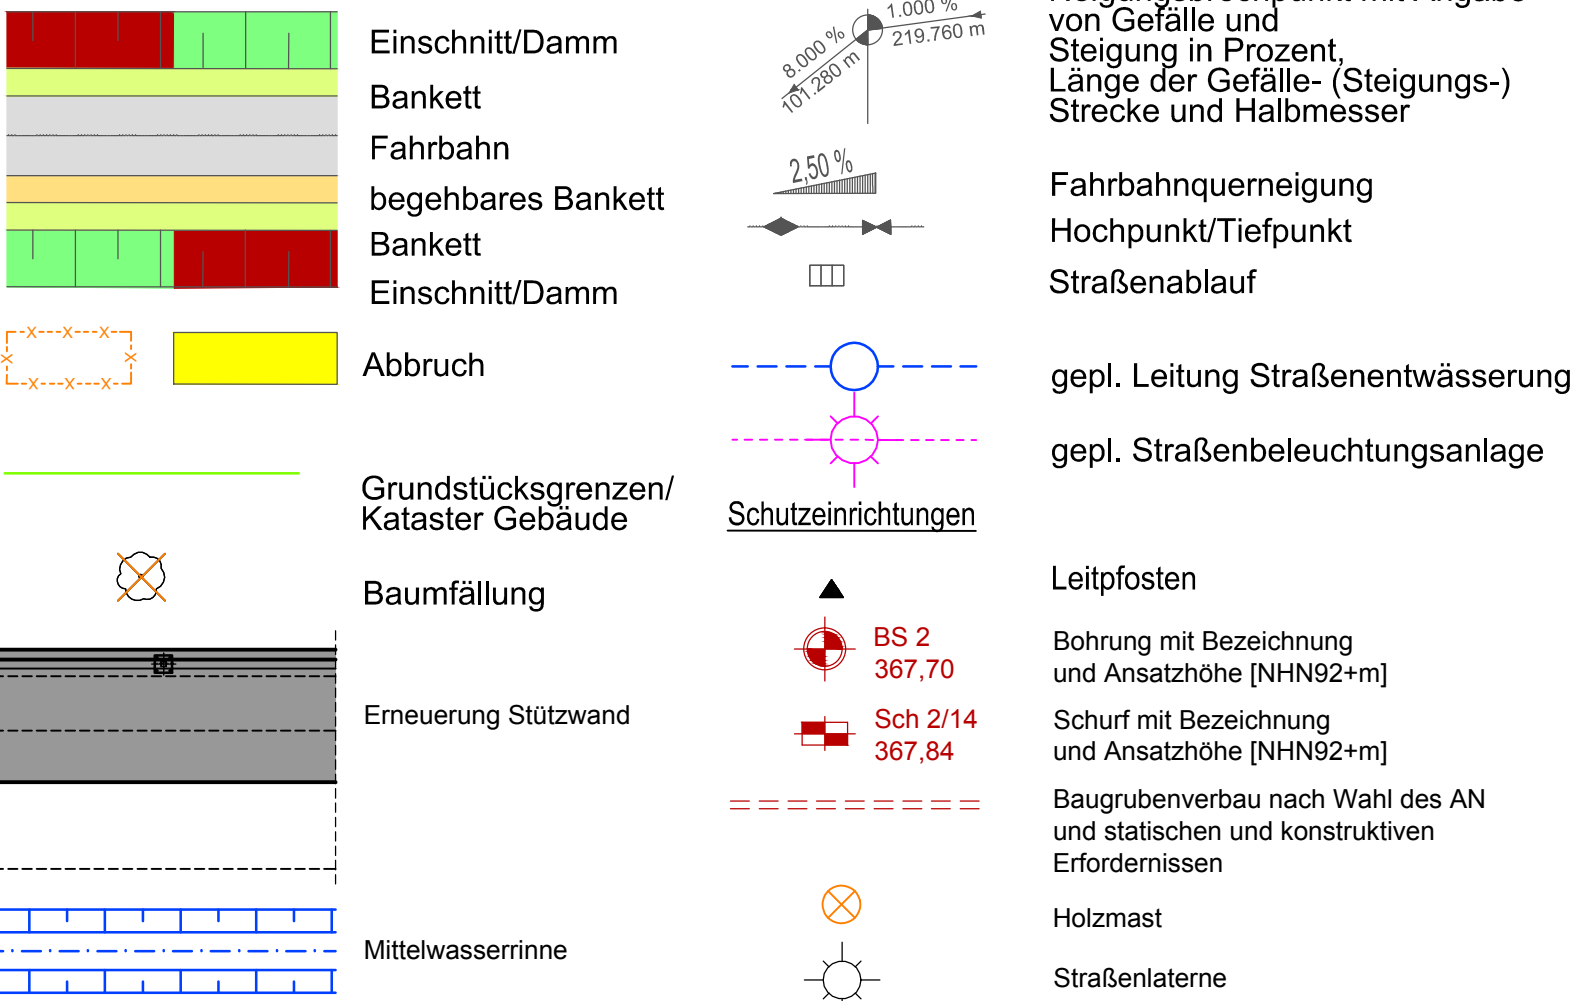 Einschnitt/Damm
Bankett
Fahrbahn
begehbares Bankett
Bankett
Einschnitt/Damm
Abbruch
Grundstücksgrenzen/
Kataster Gebäude
Baumfällung
Erneuerung Stützwand
Mittelwasserrinne
8.000 %
101.280 m
1.000 %
219.760 m
von Gefälle und
Steigung in Prozent,
Länge der Gefälle- (Steigungs-)
Strecke und Halbmesser
2,50 %
Fahrbahnquerneigung
Hochpunkt/Tiefpunkt
Straßenablauf
gepl. Leitung Straßenentwässerung
gepl. Straßenbeleuchtungsanlage
Schutzeinrichtungen
Leitpfosten
BS 2
367,70
Bohrung mit Bezeichnung
und Ansatzhöhe [NHN92+m]
Sch 2/14
367,84
Schurf mit Bezeichnung
und Ansatzhöhe [NHN92+m]
Baugrubenverbau nach Wahl des AN
und statischen und konstruktiven
Erfordernissen
Holzmast
Straßenlaterne